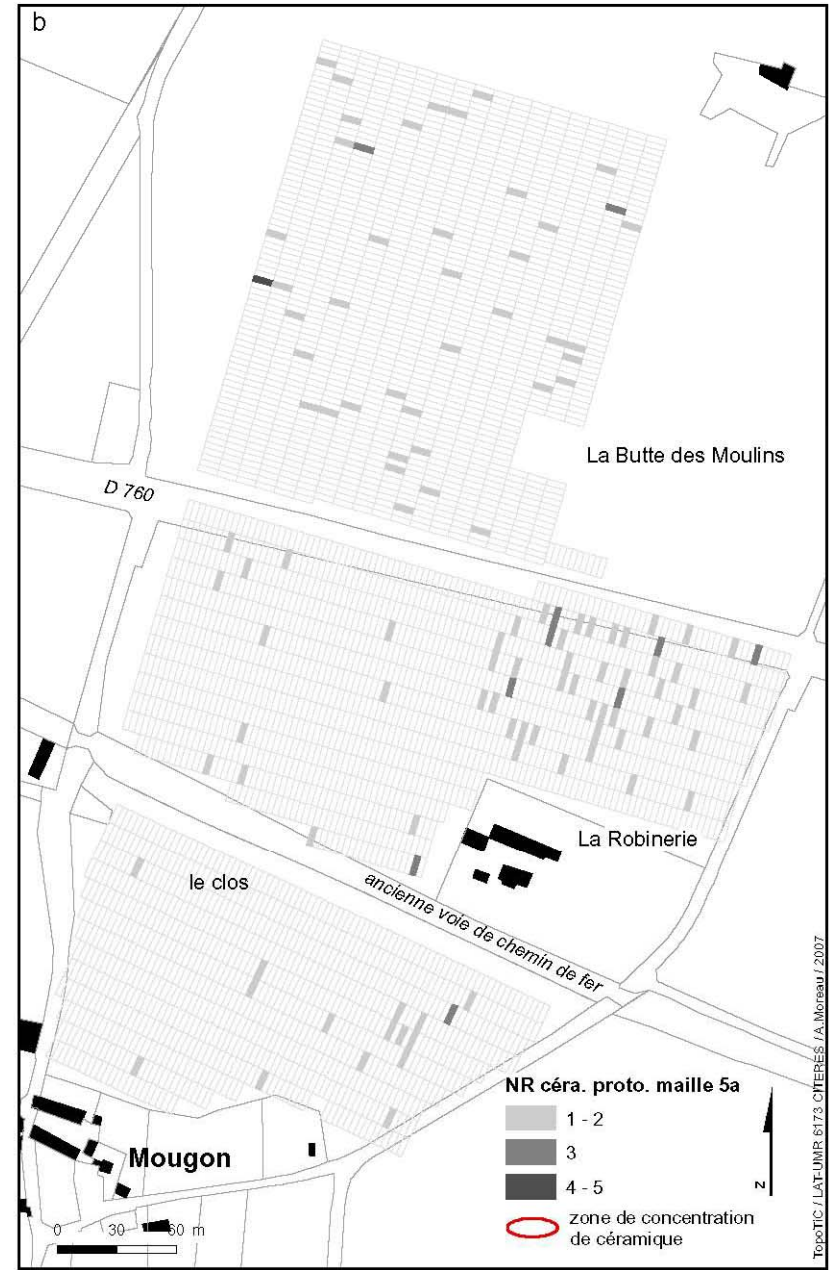 b
La Butte des Moulins
D 760
La Robinerie
le clos
ancienne voie de chemin de fer
NR céra. proto. maille 5a
1 - 2
3
4 - 5
zone de concentration
de céramique
z
Mougon
0 30 60 m
TopoTiC / LAT-UMR 6173 CITERES / A.Moreau / 2007